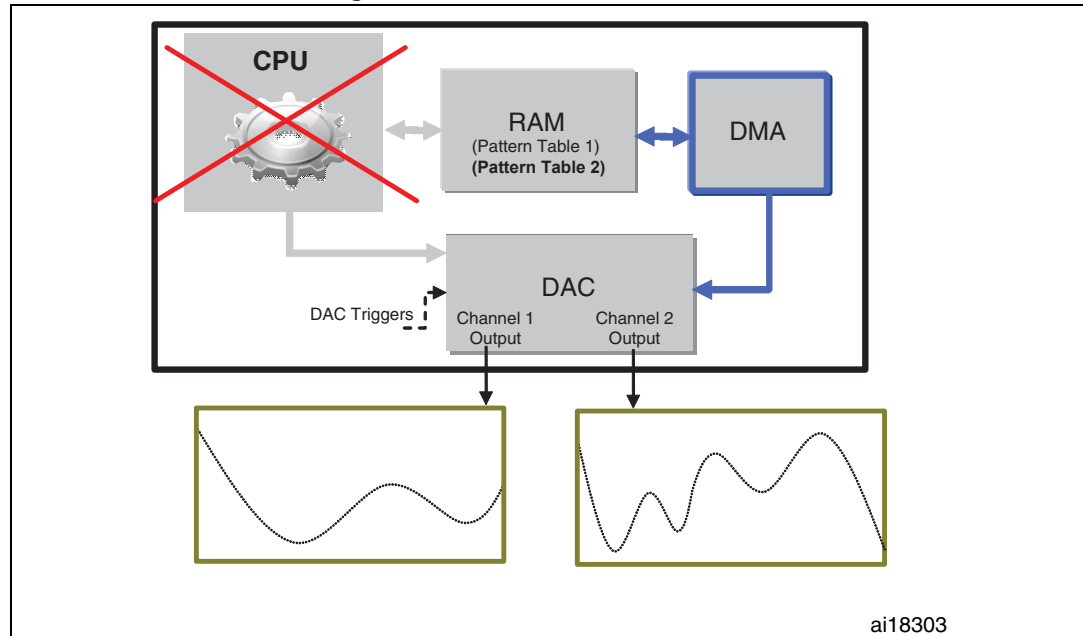 CPU
RAM
(Pattern Table 1)
(Pattern Table 2)
DMA
DAC
DAC Triggers
Channel 1
Output
Channel 2
Output
ai18303